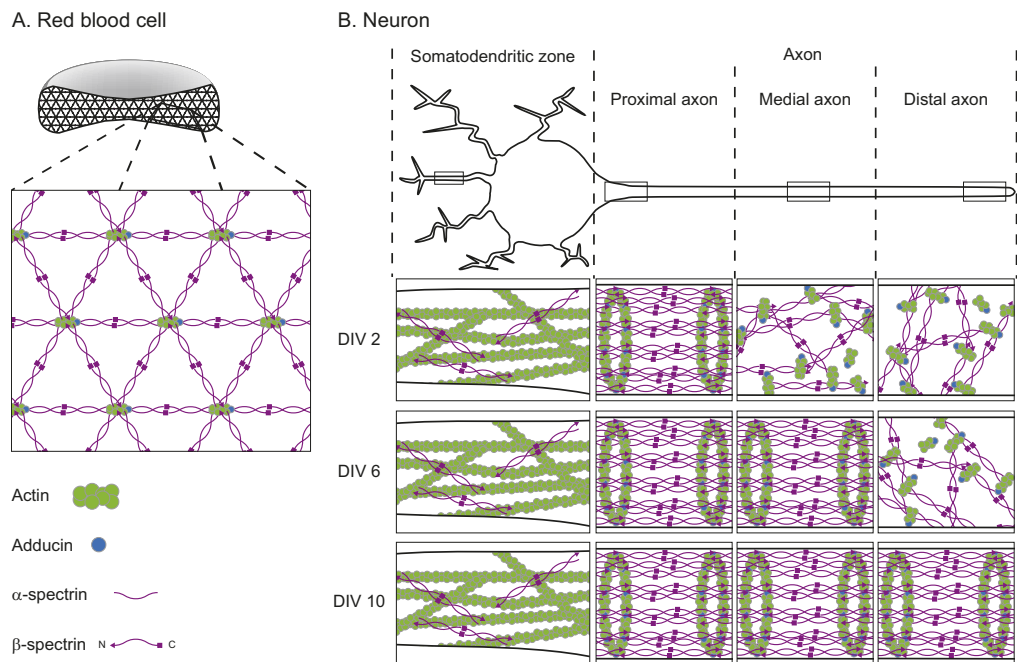 A. Red blood cell
B. Neuron
Somatodendritic zone
Axon
Proximal axon
Medial axon
Distal axon
DIV 2
DIV 6
DIV 10
Actin
Adducin
α-spectrin
β-spectrin N C